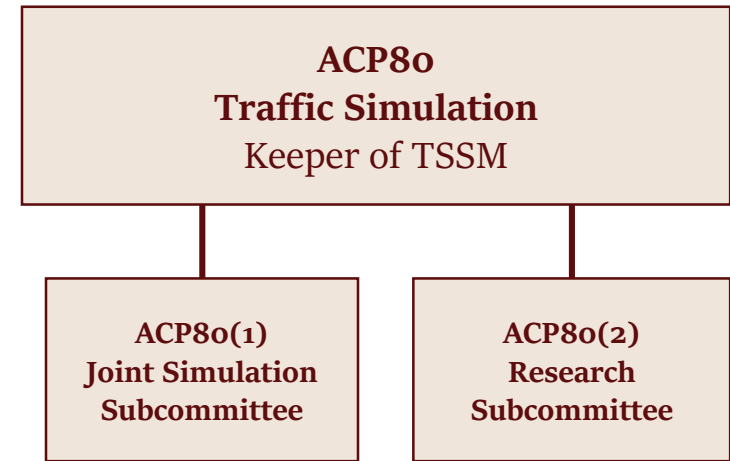 ACP80
Traffic Simulation
Keeper of TSSM
ACP80(1)
Joint Simulation
Subcommittee
ACP80(2)
Research
Subcommittee